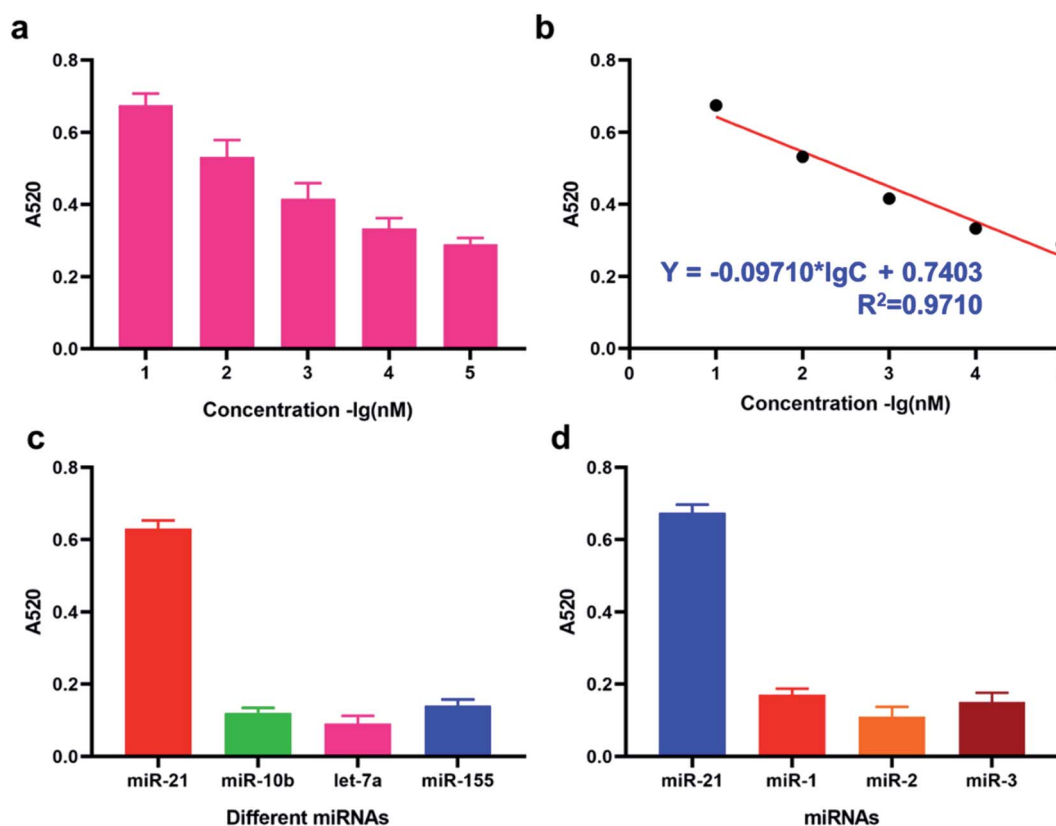 a
0.8
0.6
0.4
0.2
0.0
A520
1 2 3 4 5
Concentration -lg(nM)
b
0.8
0.6
0.4
0.2
0.0
A520
Y = -0.09710*lgC + 0.7403
R²=0.9710
0 1 2 3 4
Concentration -lg(nM)
c
0.8
0.6
0.4
0.2
0.0
A520
miR-21 miR-10b let-7a miR-155
Different miRNAs
d
0.8
0.6
0.4
0.2
0.0
A520
miR-21 miR-1 miR-2 miR-3
miRNAs